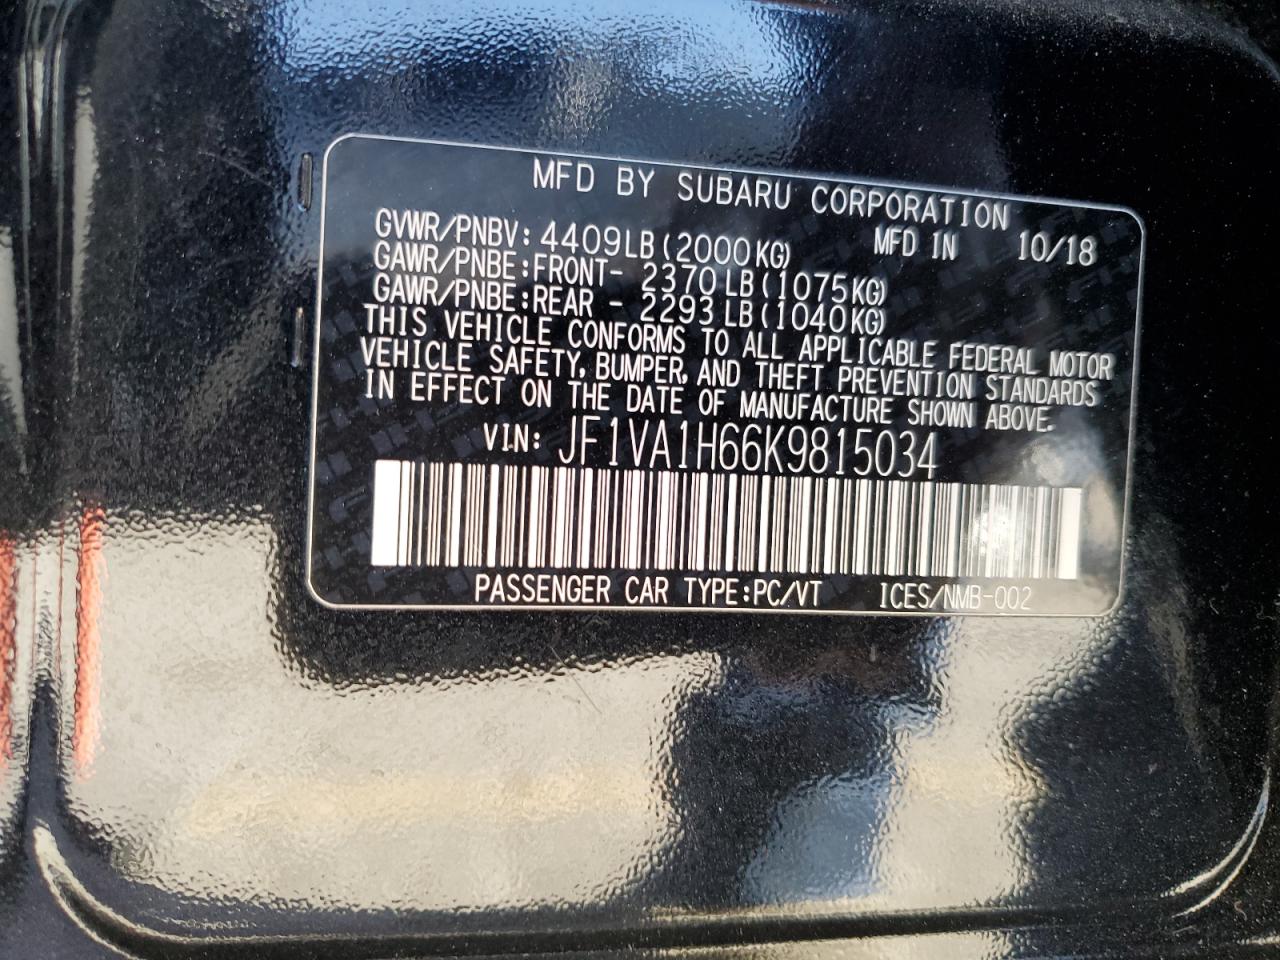 MFD BY SUBARU CORPORATION
GVWR/PNBV: 4409LB(2000KG) MFD IN 10/18
GAWR/PNBE:FRONT- 2370LB(1075KG)
GAWR/PNBE:REAR - 2293LB(1040KG)
THIS VEHICLE CONFORMS TO ALL APPLICABLE FEDERAL MOTOR
VEHICLE SAFETY, BUMPER, AND THEFT PREVENTION STANDARDS
IN EFFECT ON THE DATE OF MANUFACTURE SHOWN ABOVE.
VIN: JF1VA1H66K9815034
PASSENGER CAR TYPE:PC/VT ICES/NMB-002